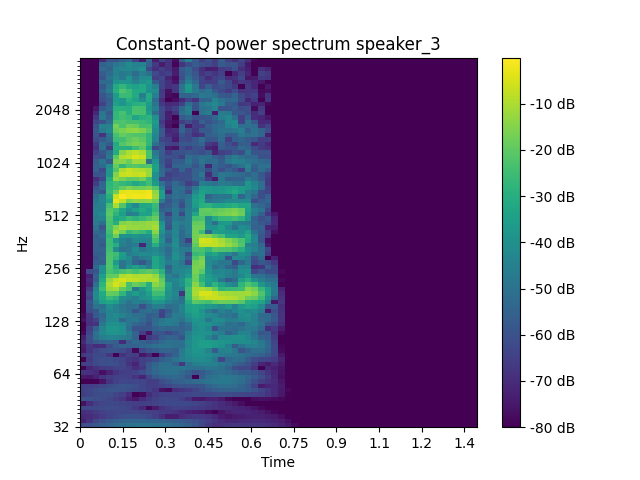 Constant-Q power spectrum speaker_3
Hz
2048
1024
512
256
128
64
32
0 0.15 0.3 0.45 0.6 0.75 0.9 1.1 1.2 1.4
Time
-10 dB
-20 dB
-30 dB
-40 dB
-50 dB
-60 dB
-70 dB
-80 dB